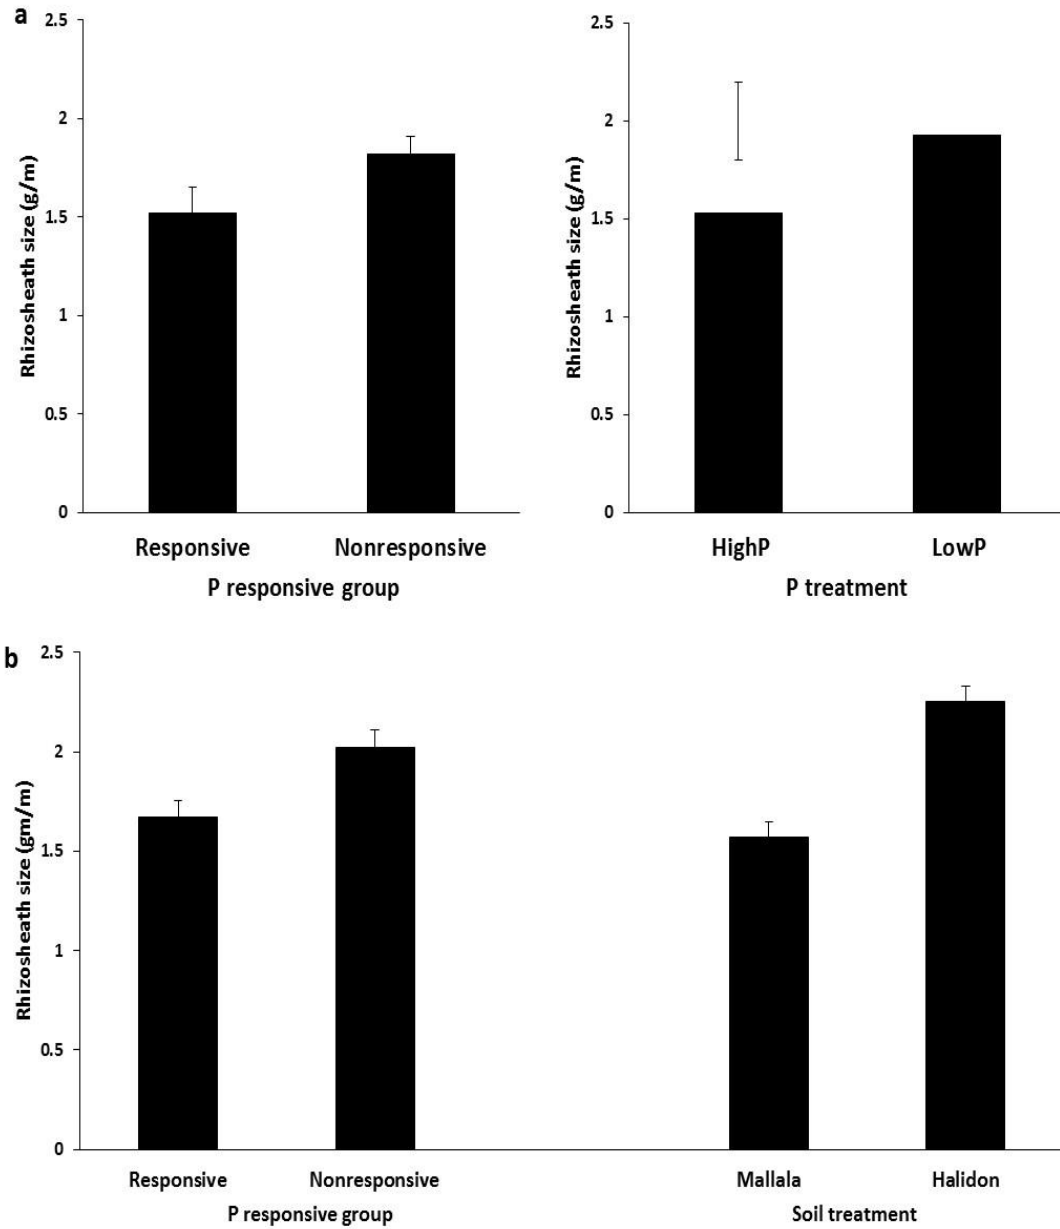 a
2.5
2
1.5
1
0.5
0
Rhizosheath size (g/m)
Responsive Nonresponsive
P responsive group
2.5
2
1.5
1
0.5
0
Rhizosheath size (g/m)
HighP LowP
P treatment
b
2.5
2
1.5
1
0.5
0
Rhizosheath size (gm/m)
Responsive Nonresponsive Mallala Halidon
P responsive group Soil treatment